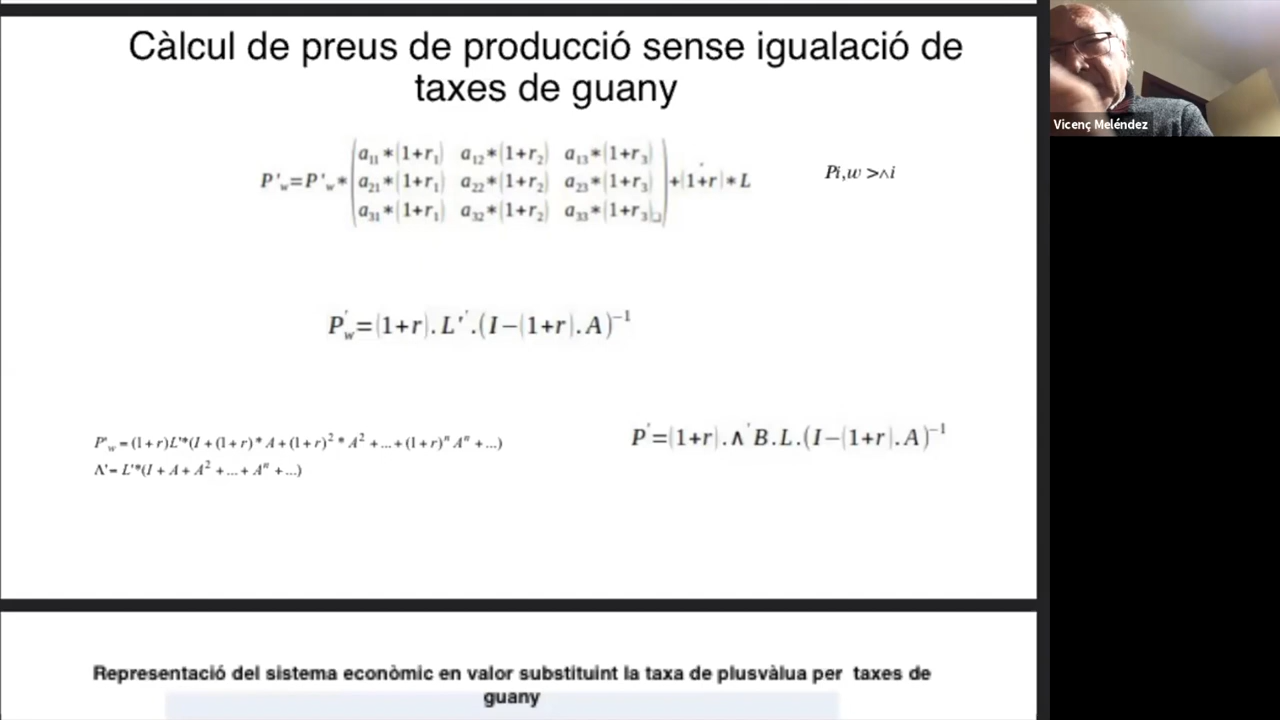 Càlcul de preus de producció sense igualació de
taxes de guany
P'w=P'w*(a11*(1+r1) a12*(1+r2) a13*(1+r3)
a21*(1+r1) a22*(1+r2) a23*(1+r3)
a31*(1+r1) a32*(1+r2) a33*(1+r3))+(1+r)*L
Pi,w >∧i
P'w=(1+r).L''.(I−(1+r).A)^−1
P'w=(1+r)L'*(I+(1+r)*A+(1+r)^2*A^2+...+(1+r)^n A^n+...)
Λ'=L'*(I+A+A^2+...+A^n+...)
P'=(1+r).∧'B.L.(I−(1+r).A)^−1
Representació del sistema econòmic en valor substituint la taxa de plusvàlua per taxes de
guany
Vicenç Meléndez